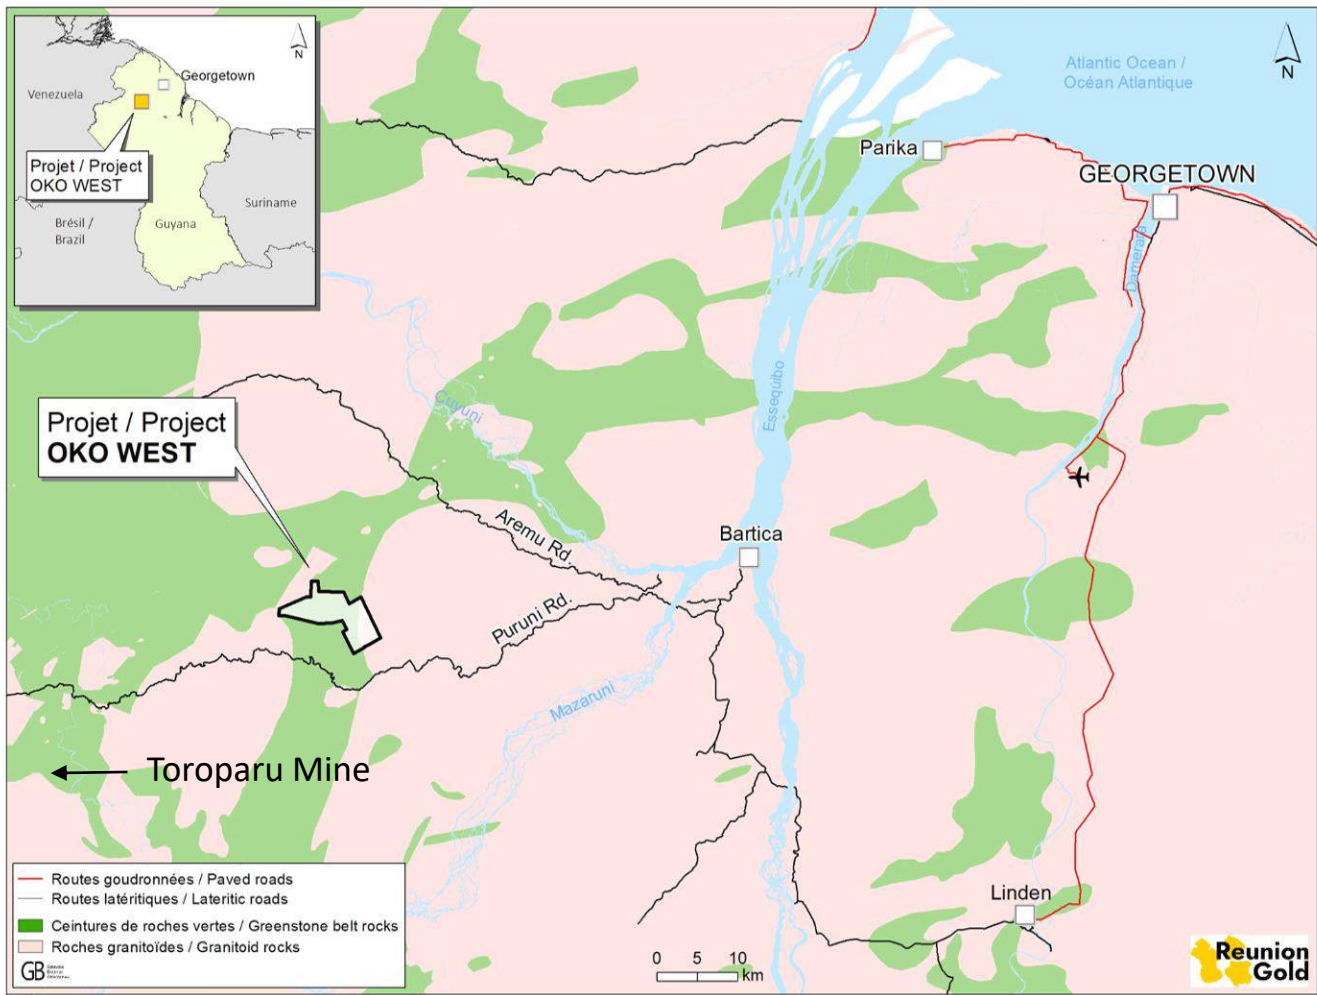 N
Georgetown
Venezuela
Projet / Project
OKO WEST
Suriname
Brésil /
Brazil
Guyana
Atlantic Ocean /
Océan Atlantique
N
Parika
GEORGETOWN
Damerara
Essequibo
Cuyuni
Projet / Project
OKO WEST
Aremu Rd.
Bartica
Puruni Rd.
Mazaruni
Toroparu Mine
Routes goudronnées / Paved roads
Routes latéritiques / Lateritic roads
Ceintures de roches vertes / Greenstone belt rocks
Roches granitoïdes / Granitoid rocks
GB
Linden
0 5 10
km
Reunion
Gold